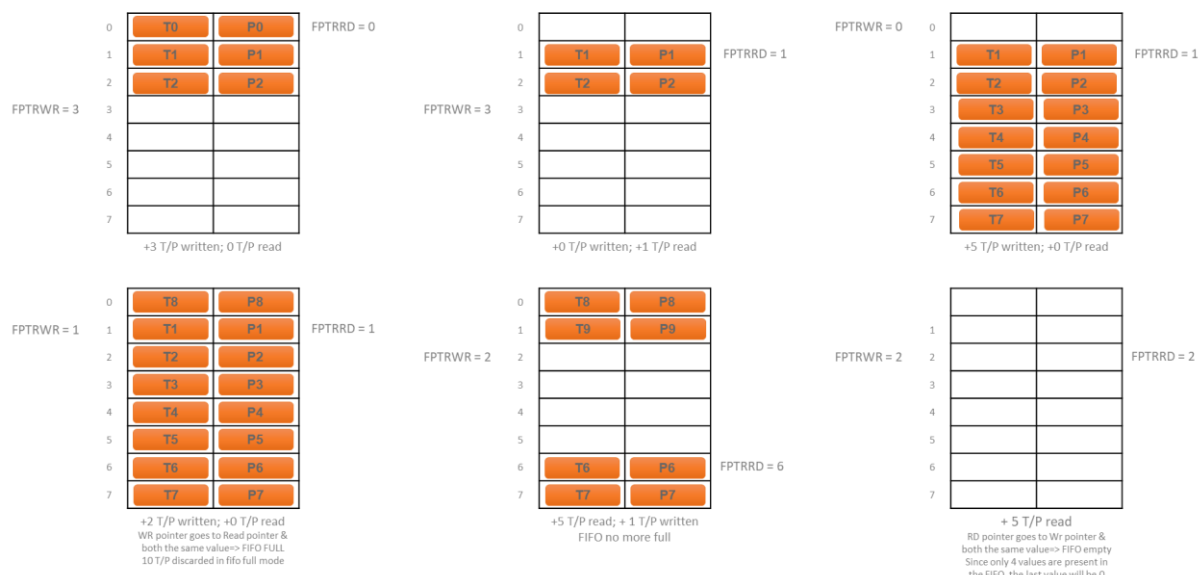 0 T0 P0 FPTRRD = 0
1 T1 P1
2 T2 P2
FPTRWR = 3 3
4
5
6
7
+3 T/P written; 0 T/P read
0
1 T1 P1 FPTRRD = 1
2 T2 P2
FPTRWR = 3 3
4
5
6
7
+0 T/P written; +1 T/P read
FPTRWR = 0 0
1 T1 P1 FPTRRD = 1
2 T2 P2
3 T3 P3
4 T4 P4
5 T5 P5
6 T6 P6
7 T7 P7
+5 T/P written; +0 T/P read
0 T8 P8
FPTRWR = 1 1 T1 P1 FPTRRD = 1
2 T2 P2
3 T3 P3
4 T4 P4
5 T5 P5
6 T6 P6
7 T7 P7
+2 T/P written; +0 T/P read
WR pointer goes to Read pointer &
both the same value=> FIFO FULL
10 T/P discarded in fifo full mode
0 T8 P8
1 T9 P9
FPTRWR = 2 2
3
4
5
6 T6 P6 FPTRRD = 6
7 T7 P7
+5 T/P read; + 1 T/P written
FIFO no more full
1
FPTRWR = 2 2 FPTRRD = 2
3
4
5
6
7
+ 5 T/P read
RD pointer goes to Wr pointer &
both the same value=> FIFO empty
Since only 4 values are present in
the FIFO, the last value will be 0